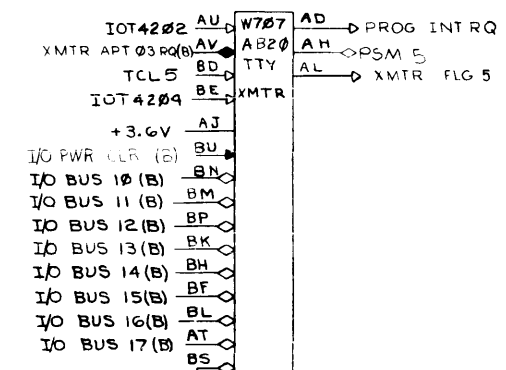 IOT4202 AU W707 AD PROG INT RQ
XMTR APT 03 RQ(B) AV AB20 AH PSM 5
TCL5 BD TTY AL XMTR FLG 5
IOT4204 BE XMTR
+3.6V AJ
I/O PWR CLR (B) BU
I/O BUS 10(B) BN
I/O BUS 11(B) BM
I/O BUS 12(B) BP
I/O BUS 13(B) BK
I/O BUS 14(B) BH
I/O BUS 15(B) BF
I/O BUS 16(B) BL
I/O BUS 17(B) AT
BS